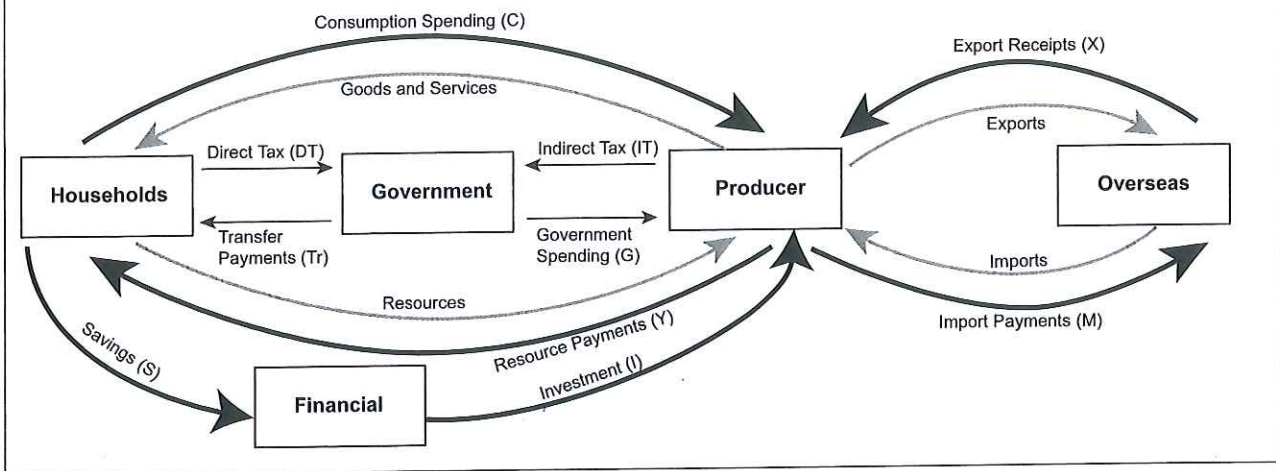 Consumption Spending (C)
Export Receipts (X)
Goods and Services
Exports
Direct Tax (DT)
Indirect Tax (IT)
Households
Government
Producer
Overseas
Transfer
Payments (Tr)
Government
Spending (G)
Imports
Resources
Import Payments (M)
Savings (S)
Resource Payments (Y)
Investment (I)
Financial